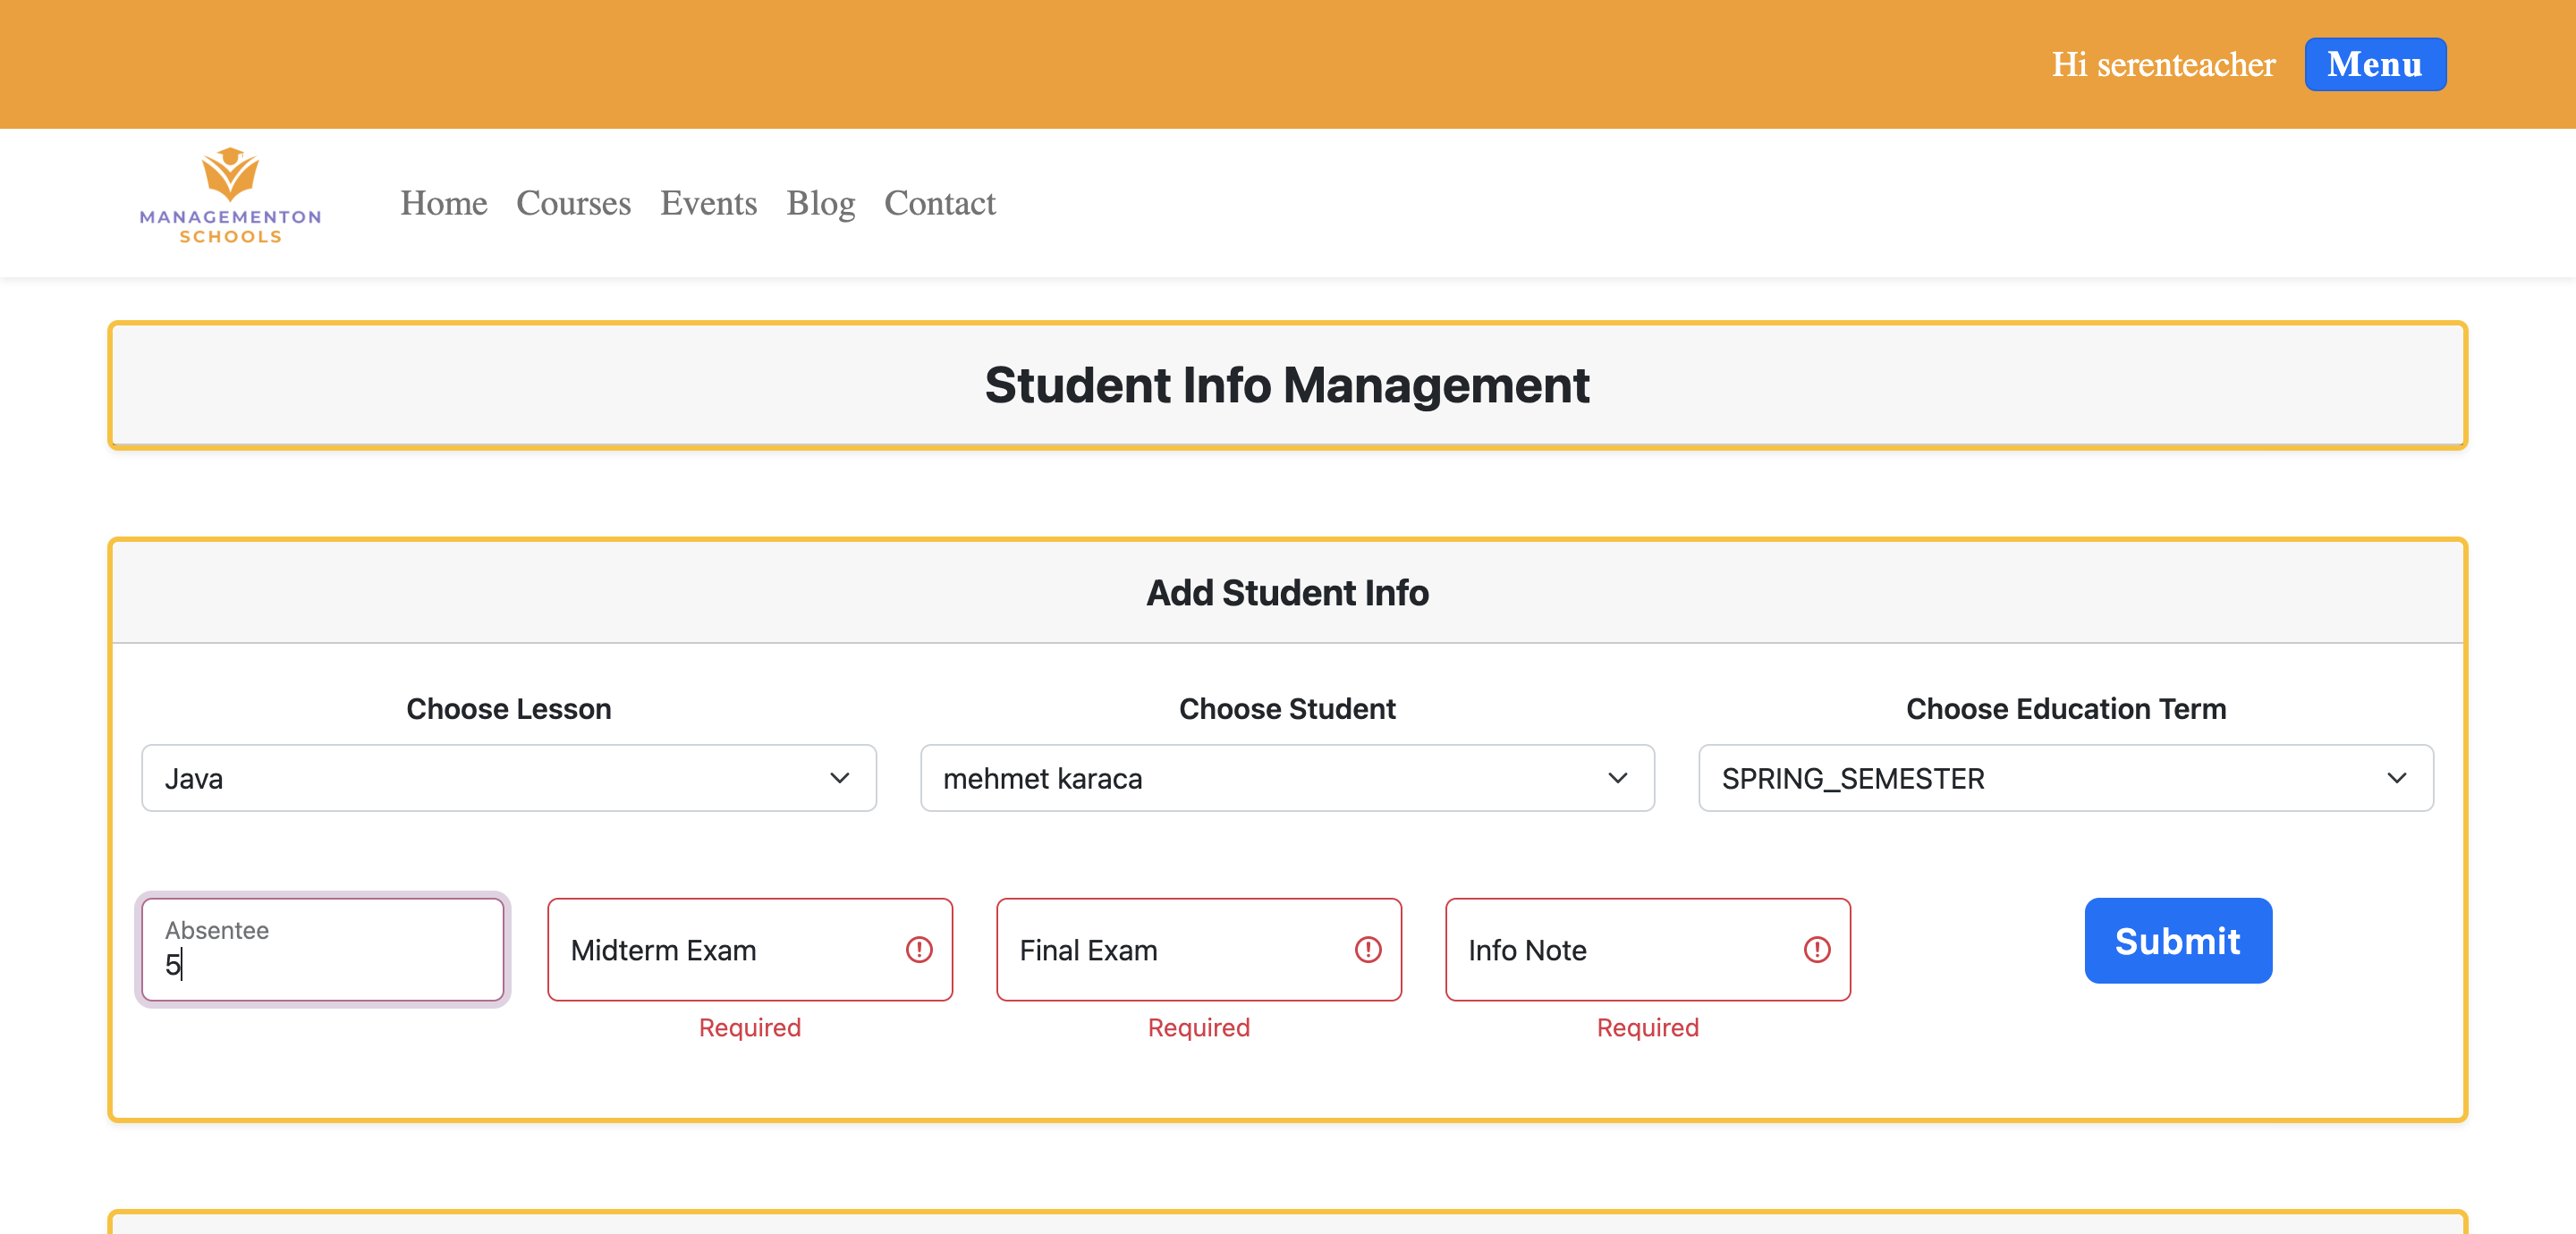 Hi serenteacher Menu
MANAGEMENTON
SCHOOLS
Home Courses Events Blog Contact
Student Info Management
Add Student Info
Choose Lesson Choose Student Choose Education Term
Java mehmet karaca SPRING_SEMESTER
Absentee
5
Midterm Exam Final Exam Info Note Submit
Required Required Required